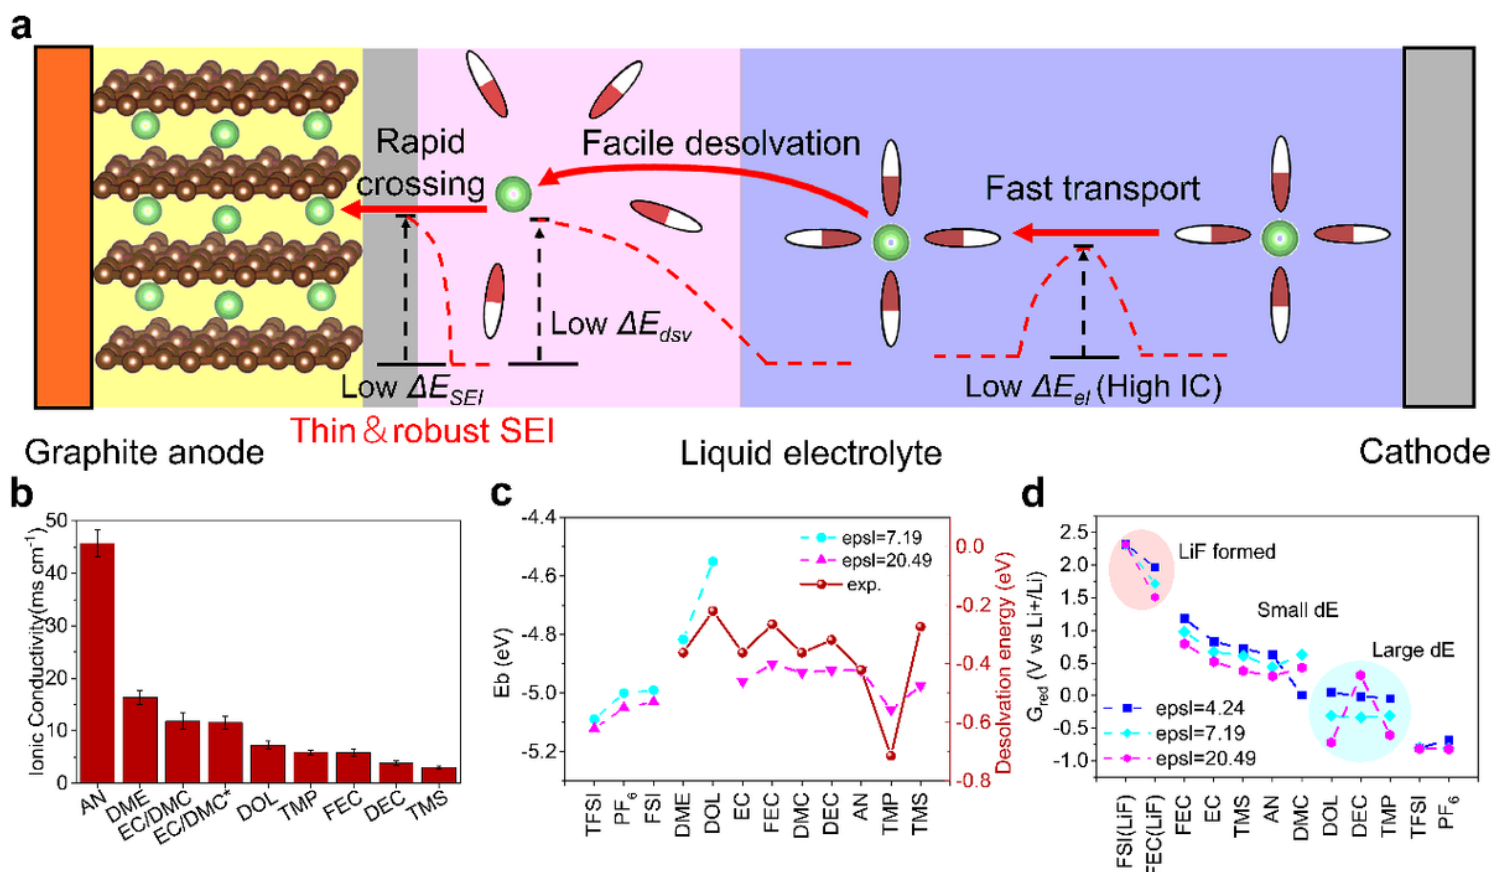 a
Rapid
crossing
Facile desolvation
Fast transport
Low ΔE_SEI
Low ΔE_dsv
Low ΔE_el (High IC)
Thin & robust SEI
Graphite anode
Liquid electrolyte
Cathode
b
Ionic Conductivity(ms cm⁻¹)
50
40
30
20
10
0
AN
DME
EC/DMC
EC/DMC*
DOL
TMP
FEC
DEC
TMS
c
Eb (eV)
-4.4
-4.6
-4.8
-5.0
-5.2
epsl=7.19
epsl=20.49
exp.
0.0
-0.2
-0.4
-0.6
-0.8
Desolvation energy (eV)
TFSI
PF₆
FSI
DME
DOL
EC
FEC
DMC
DEC
AN
TMP
TMS
d
G_red (V vs Li+/Li)
2.5
2.0
1.5
1.0
0.5
0.0
-0.5
-1.0
LiF formed
Small dE
Large dE
epsl=4.24
epsl=7.19
epsl=20.49
FSI(LiF)
FEC(LiF)
FEC
EC
TMS
AN
DMC
DOL
DEC
TMP
TFSI
PF₆